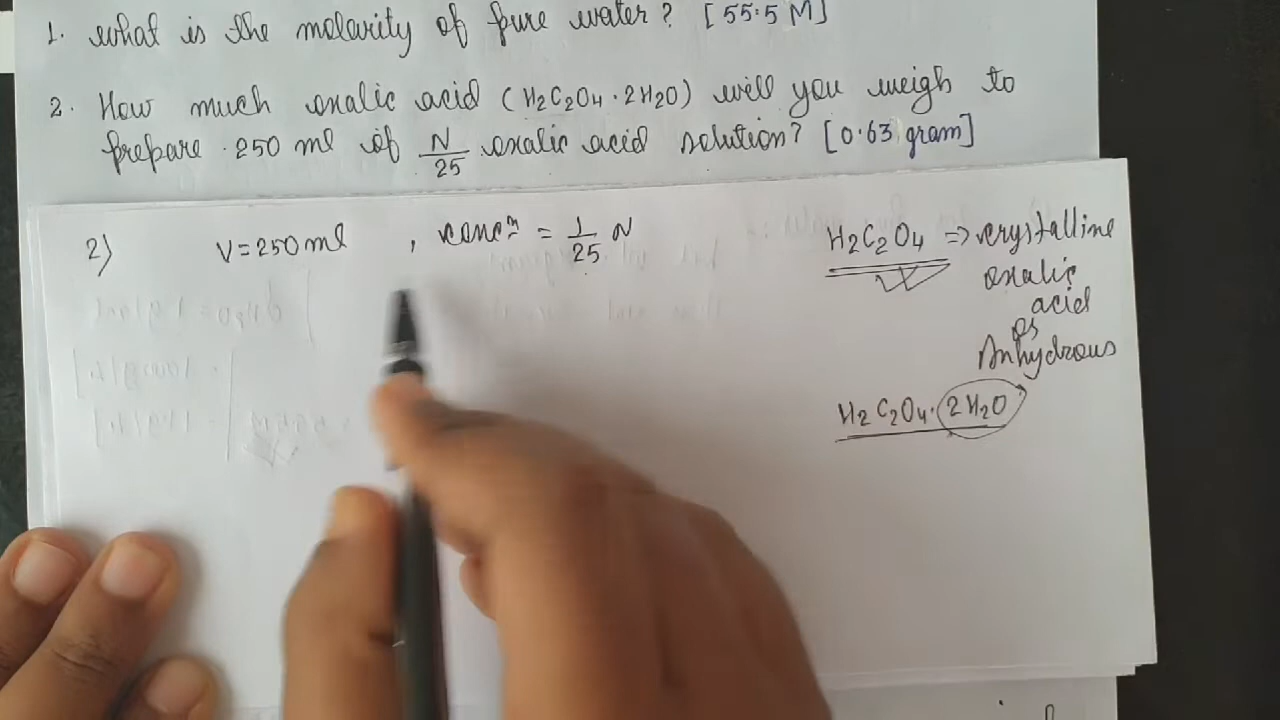 1. What is the molarity of pure water? [55.5 M]
2. How much oxalic acid (H₂C₂O₄·2H₂O) will you weigh to
prepare 250 ml of N/25 oxalic acid solution? [0.63 gram]
2) V=250 ml , concⁿ = 1/25 N
H₂C₂O₄ => crystalline
oxalic
acid
or
Anhydrous
H₂C₂O₄·2H₂O